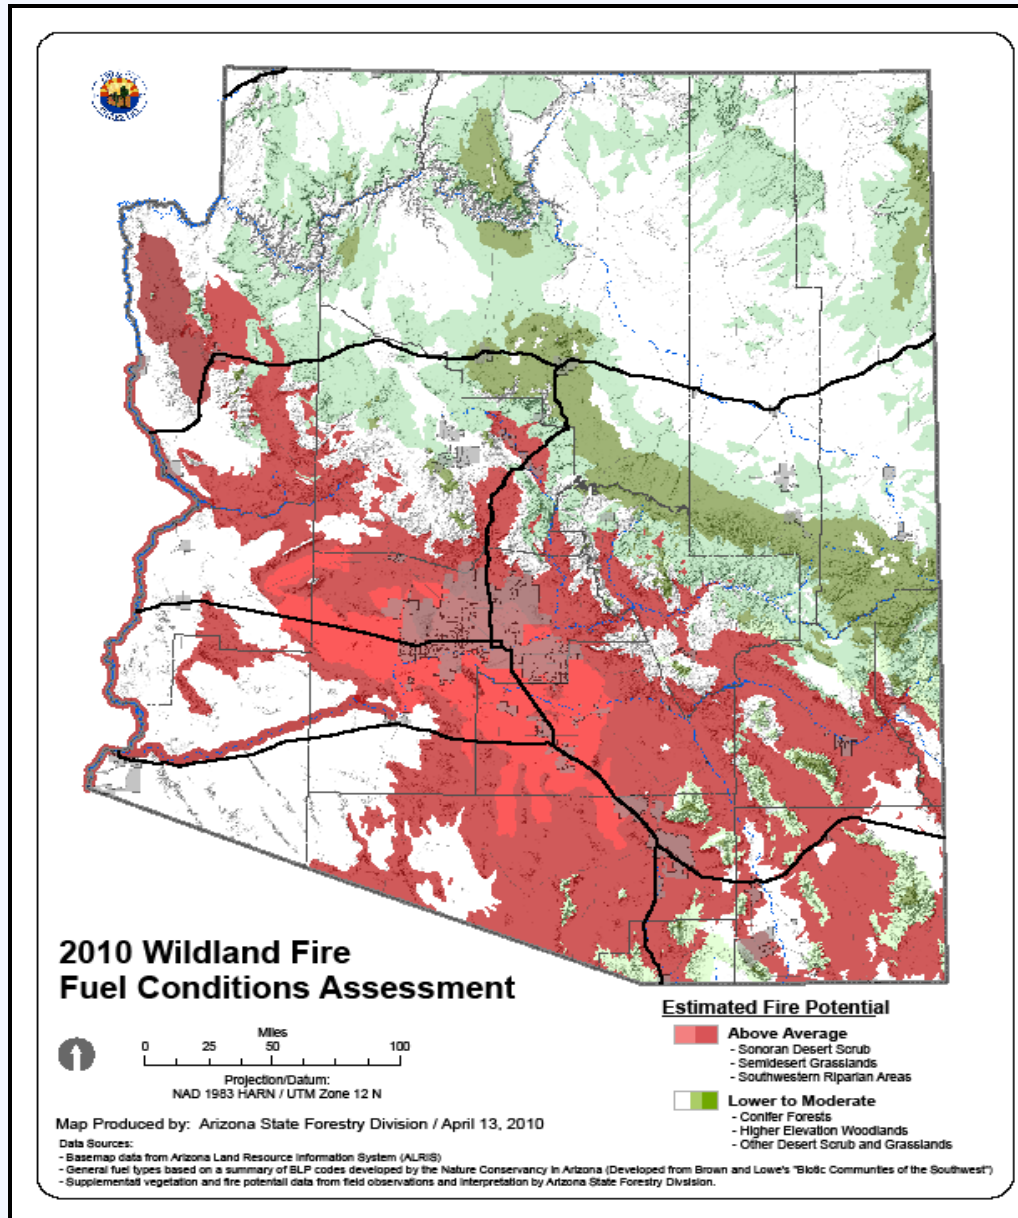 2010 Wildland Fire
Fuel Conditions Assessment
Miles
0 25 50 100
Projection/Datum:
NAD 1983 HARN / UTM Zone 12 N
Estimated Fire Potential
Above Average
- Sonoran Desert Scrub
- Semidesert Grasslands
- Southwestern Riparian Areas
Lower to Moderate
- Conifer Forests
- Higher Elevation Woodlands
- Other Desert Scrub and Grasslands
Map Produced by: Arizona State Forestry Division / April 13, 2010
Data Sources:
- Basemap data from Arizona Land Resource Information System (ALRIS)
- General fuel types based on a summary of BLP codes developed by the Nature Conservancy in Arizona (Developed from Brown and Lowe's "Biotic Communities of the Southwest")
- Supplementatl vegetation and fire potentail data from field observations and interpretation by Arizona State Forestry Divsision.